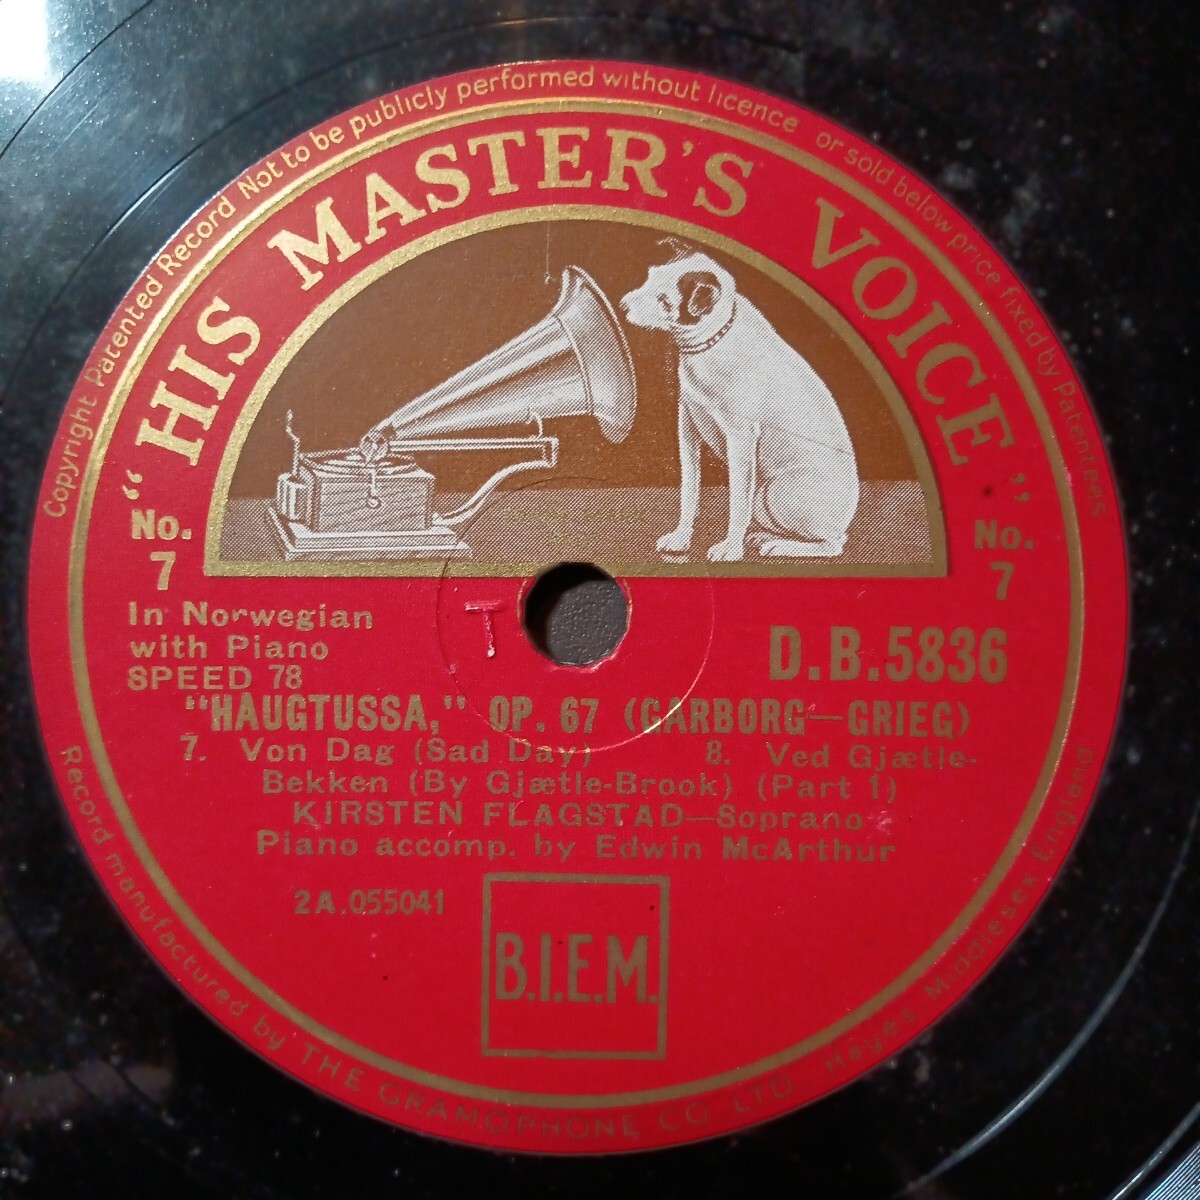 Copyright Patented Record Not to be publicly performed without licence or sold below price fixed by Patentees
"HIS MASTER'S VOICE"
No. 7
No. 7
In Norwegian
with Piano
SPEED 78
T
D.B.5836
"HAUGTUSSA," OP. 67 (GARBORG—GRIEG)
7. Von Dag (Sad Day) 8. Ved Gjætle-
Bekken (By Gjætle-Brook) (Part 1)
KIRSTEN FLAGSTAD—Soprano
Piano accomp. by Edwin McArthur
2A.055041
B.I.E.M.
Record manufactured by THE GRAMOPHONE CO. LTD., Hayes, Middlesex, England